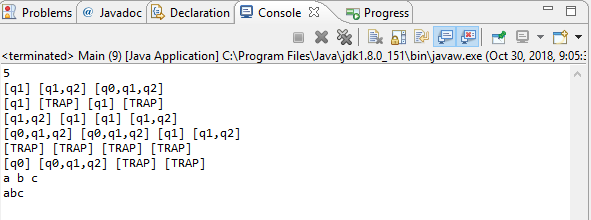 Problems @ Javadoc Declaration Console Progress
<terminated> Main (9) [Java Application] C:\Program Files\Java\jdk1.8.0_151\bin\javaw.exe (Oct 30, 2018, 9:05:3
5
[q1] [q1,q2] [q0,q1,q2]
[q1] [TRAP] [q1] [TRAP]
[q1,q2] [q1] [q1] [q1,q2]
[q0,q1,q2] [q0,q1,q2] [q1] [q1,q2]
[TRAP] [TRAP] [TRAP] [TRAP]
[q0] [q0,q1,q2] [TRAP] [TRAP]
a b c
abc